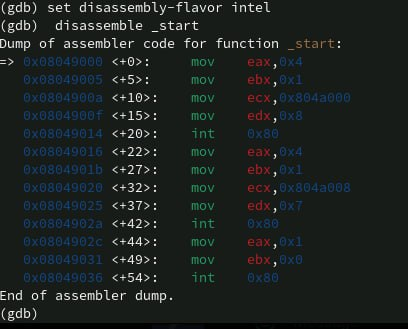 (gdb) set disassembly-flavor intel
(gdb)  disassemble _start
Dump of assembler code for function _start:
=> 0x08049000 <+0>:     mov    eax,0x4
   0x08049005 <+5>:     mov    ebx,0x1
   0x0804900a <+10>:    mov    ecx,0x804a000
   0x0804900f <+15>:    mov    edx,0x8
   0x08049014 <+20>:    int    0x80
   0x08049016 <+22>:    mov    eax,0x4
   0x0804901b <+27>:    mov    ebx,0x1
   0x08049020 <+32>:    mov    ecx,0x804a008
   0x08049025 <+37>:    mov    edx,0x7
   0x0804902a <+42>:    int    0x80
   0x0804902c <+44>:    mov    eax,0x1
   0x08049031 <+49>:    mov    ebx,0x0
   0x08049036 <+54>:    int    0x80
End of assembler dump.
(gdb)